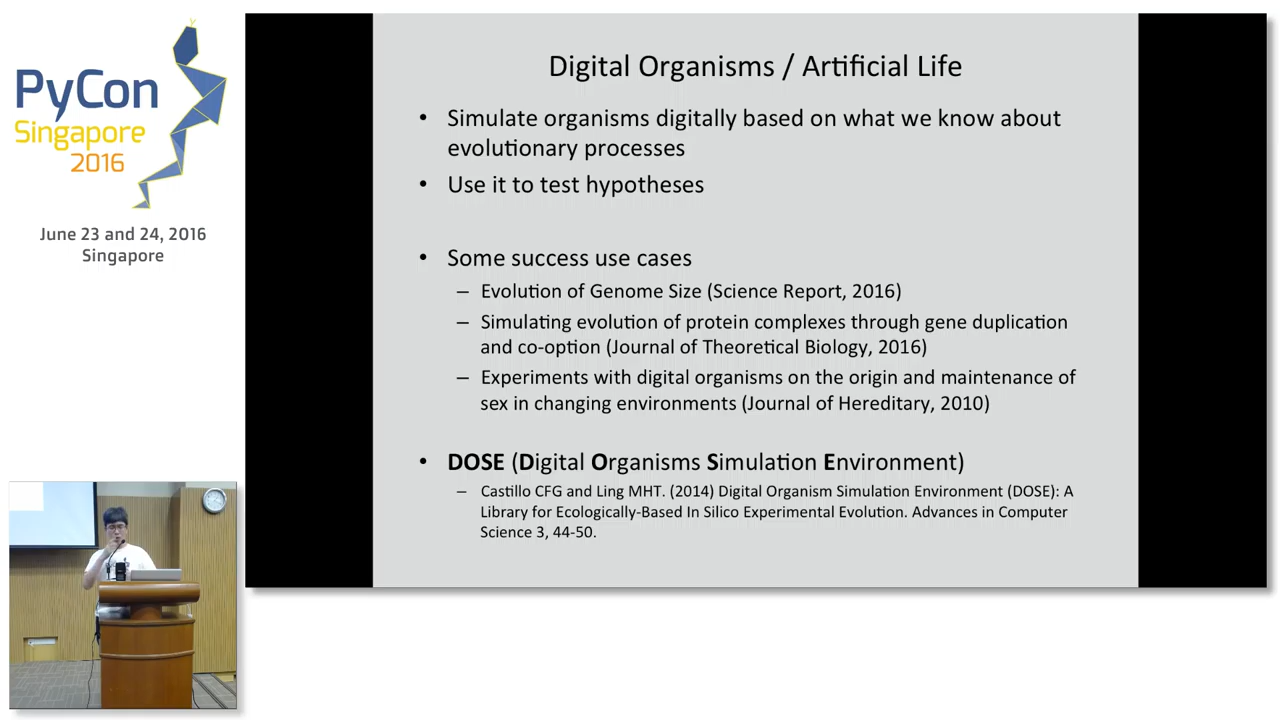 PyCon
Singapore
2016
June 23 and 24, 2016
Singapore
Digital Organisms / Artificial Life
• Simulate organisms digitally based on what we know about
evolutionary processes
• Use it to test hypotheses
• Some success use cases
– Evolution of Genome Size (Science Report, 2016)
– Simulating evolution of protein complexes through gene duplication
and co-option (Journal of Theoretical Biology, 2016)
– Experiments with digital organisms on the origin and maintenance of
sex in changing environments (Journal of Hereditary, 2010)
• DOSE (Digital Organisms Simulation Environment)
– Castillo CFG and Ling MHT. (2014) Digital Organism Simulation Environment (DOSE): A
Library for Ecologically-Based In Silico Experimental Evolution. Advances in Computer
Science 3, 44-50.